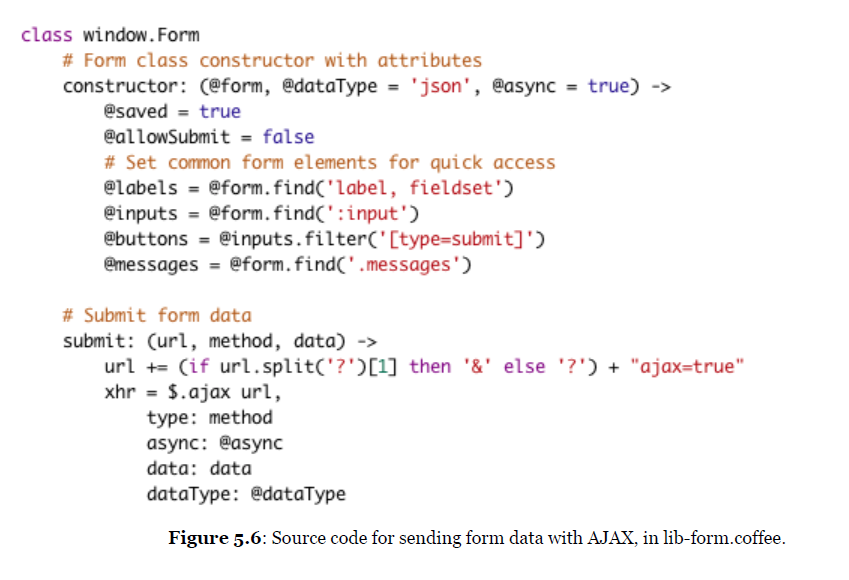 class window.Form
    # Form class constructor with attributes
    constructor: (@form, @dataType = 'json', @async = true) ->
        @saved = true
        @allowSubmit = false
        # Set common form elements for quick access
        @labels = @form.find('label, fieldset')
        @inputs = @form.find(':input')
        @buttons = @inputs.filter('[type=submit]')
        @messages = @form.find('.messages')

    # Submit form data
    submit: (url, method, data) ->
        url += (if url.split('?')[1] then '&' else '?') + "ajax=true"
        xhr = $.ajax url,
            type: method
            async: @async
            data: data
            dataType: @dataType
Figure 5.6: Source code for sending form data with AJAX, in lib-form.coffee.